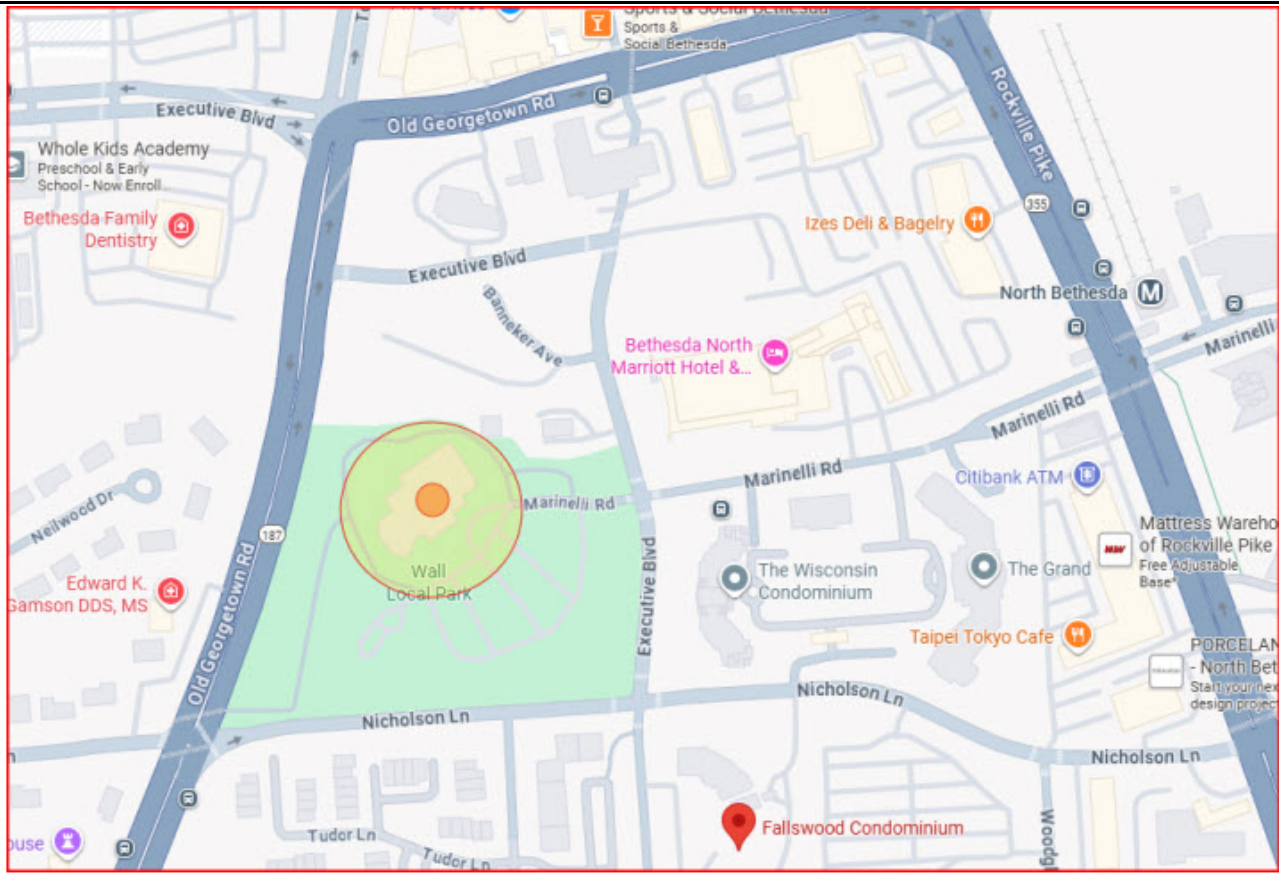 Sports & Social Bethesda
Sports &
Social Bethesda
Executive Blvd
Old Georgetown Rd
Rockville Pike
Whole Kids Academy
Preschool & Early
School - Now Enroll...
Bethesda Family
Dentistry
355
Izes Deli & Bagelry
Executive Blvd
North Bethesda
M
Banneker Ave
Bethesda North
Marriott Hotel &...
Marinelli
Marinelli Rd
Neilwood Dr
Marinelli Rd
Citibank ATM
Marinelli Rd
187
Mattress Wareho
of Rockville Pike
Free Adjustable
Base*
Wall
Local Park
The Wisconsin
Condominium
The Grand
Edward K.
Gamson DDS, MS
Old Georgetown Rd
Executive Blvd
Taipei Tokyo Cafe
PORCELAN
- North Bet
Start your nex
design projec
Nicholson Ln
Nicholson Ln
Nicholson Ln
Tudor Ln
Tudor Ln
Fallswood Condominium
Woodgl
ouse